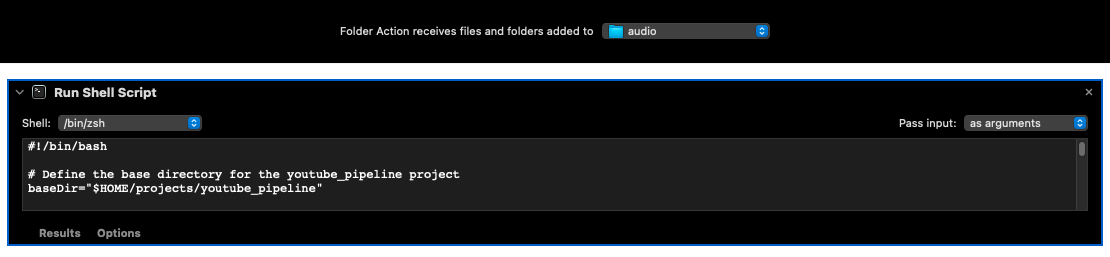 Folder Action receives files and folders added to audio
Run Shell Script
Shell: /bin/zsh Pass input: as arguments
#!/bin/bash
# Define the base directory for the youtube_pipeline project
baseDir="$HOME/projects/youtube_pipeline"
Results Options